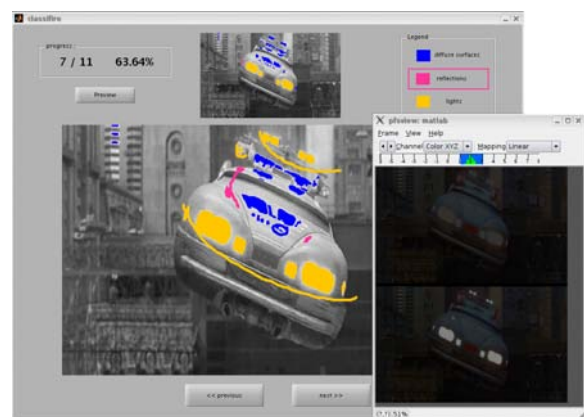 classifire
progress:
7 / 11 63.64%
Preview
Legend
diffuse surfaces
reflections
lights
pfsview: matlab
Frame View Help
Channel Color XYZ Mapping Linear
VOLVO
<< previous next >>